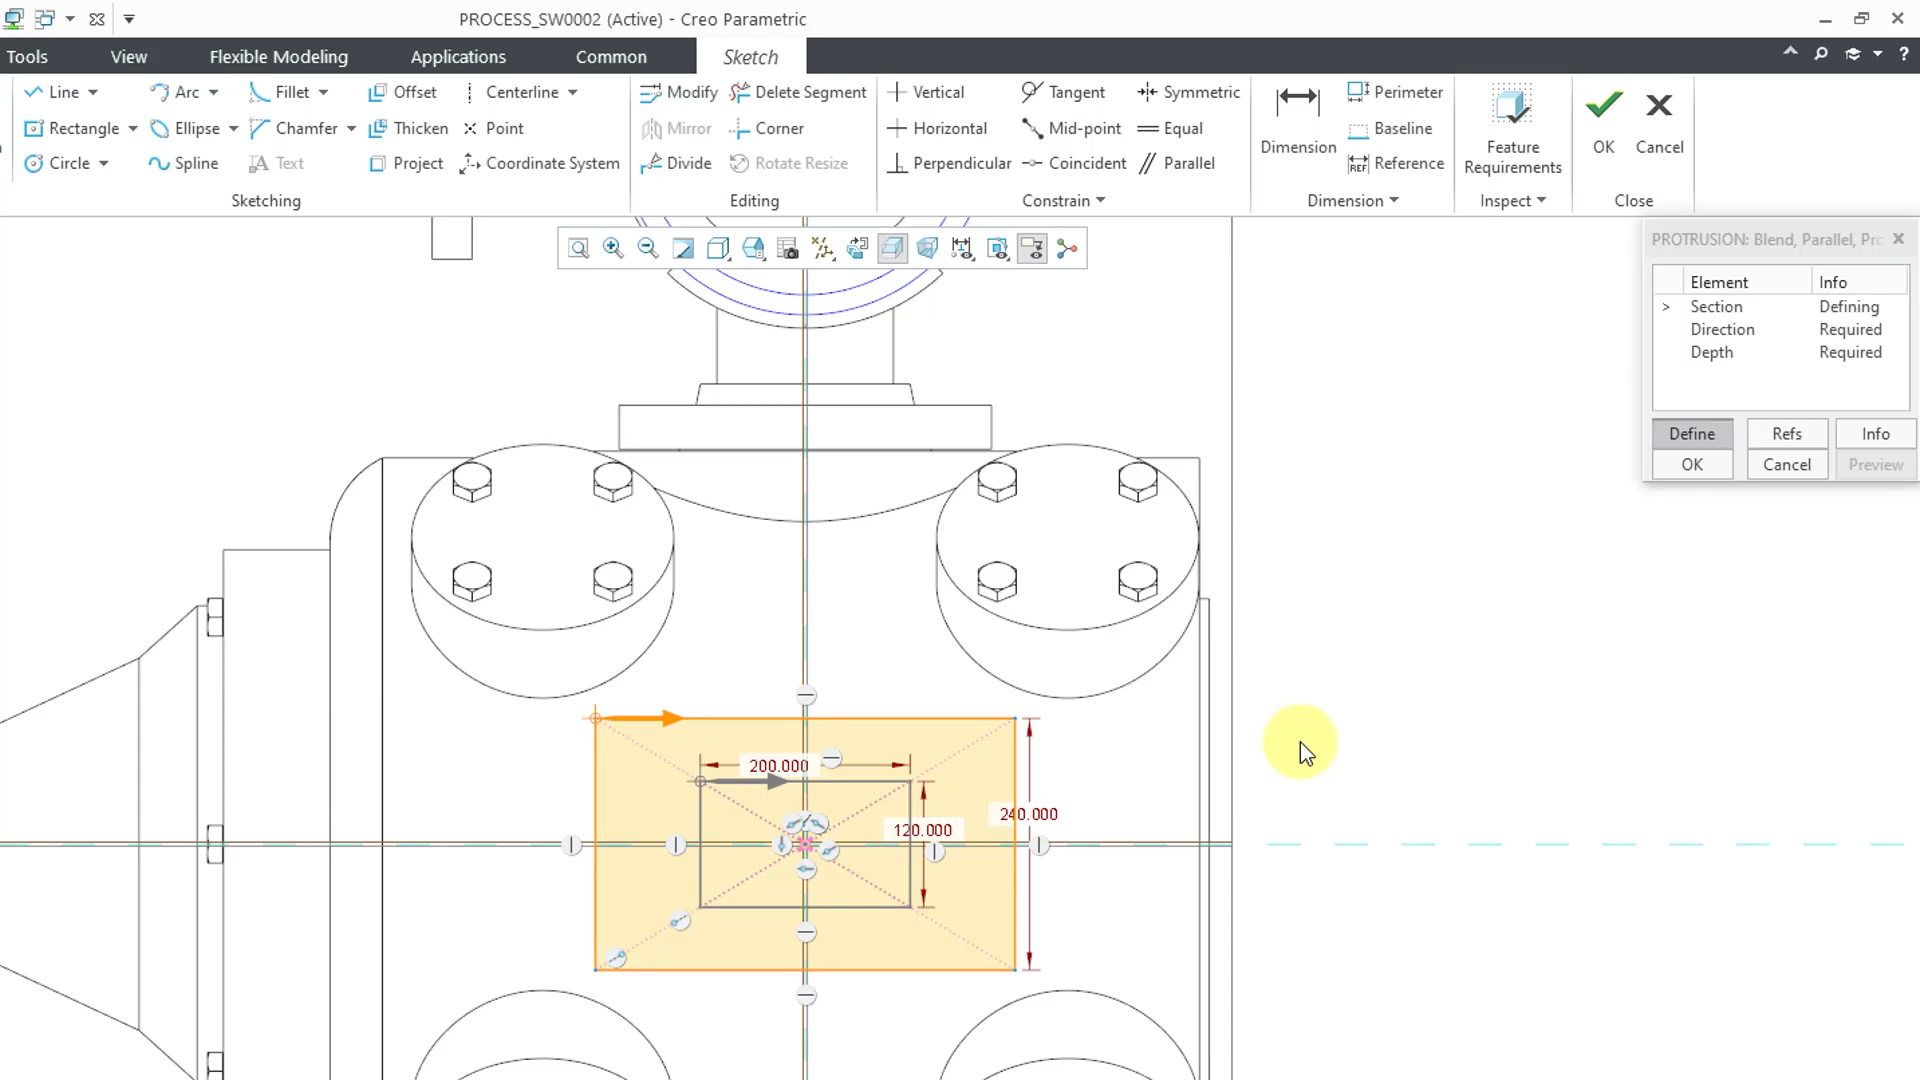 PROCESS_SW0002 (Active) - Creo Parametric
Tools View Flexible Modeling Applications Common Sketch
Line Arc Fillet Offset Centerline Modify Delete Segment Vertical Tangent Symmetric Perimeter
Rectangle Ellipse Chamfer Thicken Point Mirror Corner Horizontal Mid-point Equal Baseline
Circle Spline Text Project Coordinate System Divide Rotate Resize Perpendicular Coincident Parallel Reference
Dimension
Feature Requirements
OK Cancel
Sketching Editing Constrain Dimension Inspect Close
PROTRUSION: Blend, Parallel, Pr
Element Info
> Section Defining
Direction Required
Depth Required
Define Refs Info
OK Cancel Preview
200.000
240.000
120.000